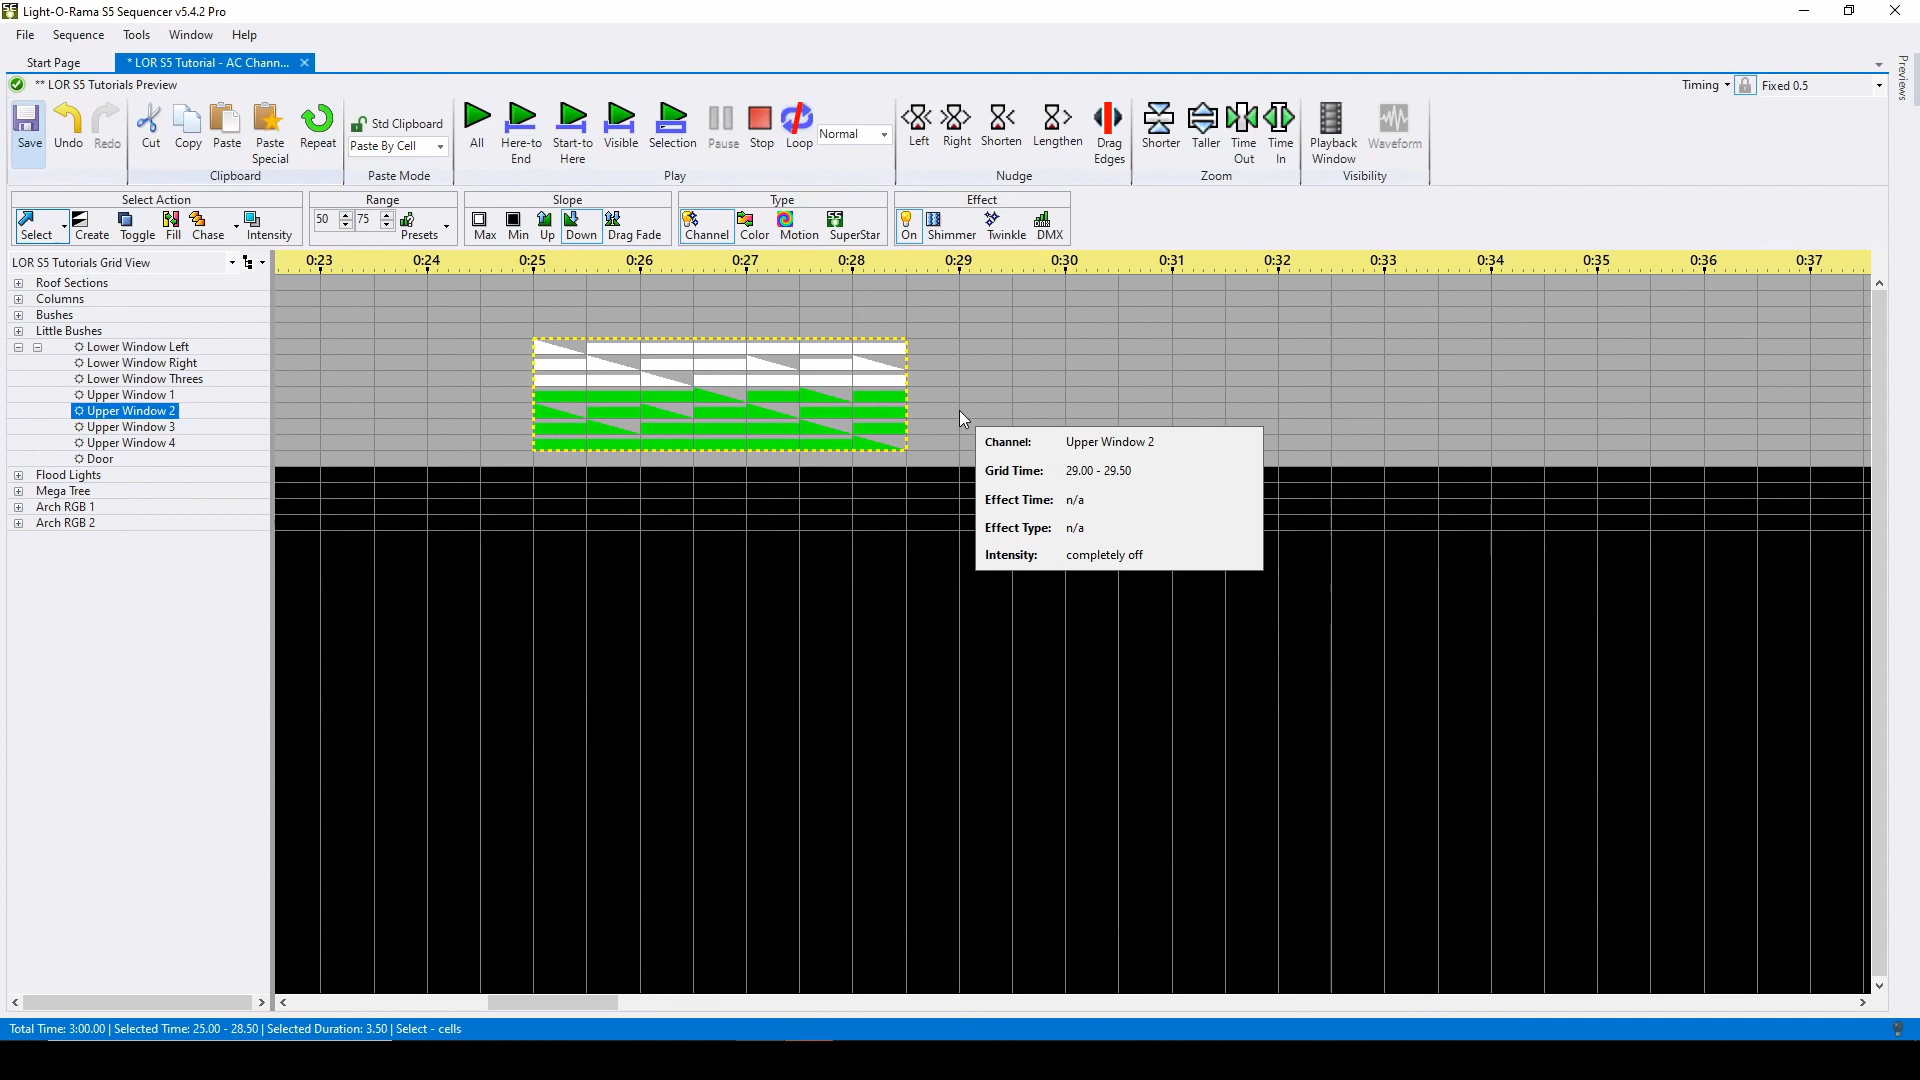 Light-O-Rama S5 Sequencer v5.4.2 Pro
File Sequence Tools Window Help
Start Page * LOR S5 Tutorial - AC Chann...
** LOR S5 Tutorials Preview Timing Fixed 0.5
Previews
Save Undo Redo Cut Copy Paste Paste Special Repeat Std Clipboard Paste By Cell All Here-to End Start-to Here Visible Selection Pause Stop Loop Normal Left Right Shorten Lengthen Drag Edges Shorter Taller Time Out Time In Playback Window Waveform
Clipboard Paste Mode Play Nudge Zoom Visibility
Select Action Range Slope Type Effect
50 75
Select Create Toggle Fill Chase Intensity Presets Max Min Up Down Drag Fade Channel Color Motion SuperStar On Shimmer Twinkle DMX
LOR S5 Tutorials Grid View 0:23 0:24 0:25 0:26 0:27 0:28 0:29 0:30 0:31 0:32 0:33 0:34 0:35 0:36 0:37
Roof Sections
Columns
Bushes
Little Bushes
Lower Window Left
Lower Window Right
Lower Window Threes
Upper Window 1
Upper Window 2
Upper Window 3
Upper Window 4
Door
Flood Lights
Mega Tree
Arch RGB 1
Arch RGB 2
Channel: Upper Window 2
Grid Time: 29.00 - 29.50
Effect Time: n/a
Effect Type: n/a
Intensity: completely off
Total Time: 3:00.00 | Selected Time: 25.00 - 28.50 | Selected Duration: 3.50 | Select - cells